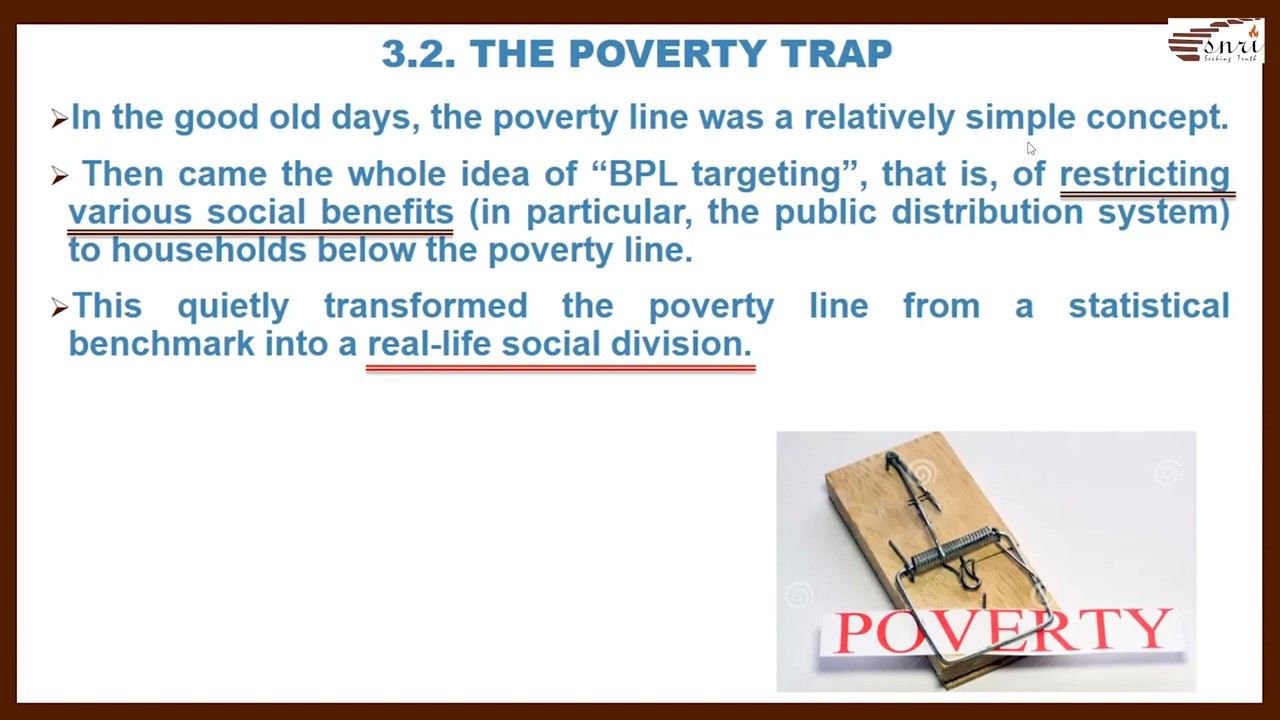 3.2. THE POVERTY TRAP
snri
Seeking Truth
➢In the good old days, the poverty line was a relatively simple concept.
➢ Then came the whole idea of “BPL targeting”, that is, of restricting
various social benefits (in particular, the public distribution system)
to households below the poverty line.
➢This quietly transformed the poverty line from a statistical
benchmark into a real-life social division.
POVERTY